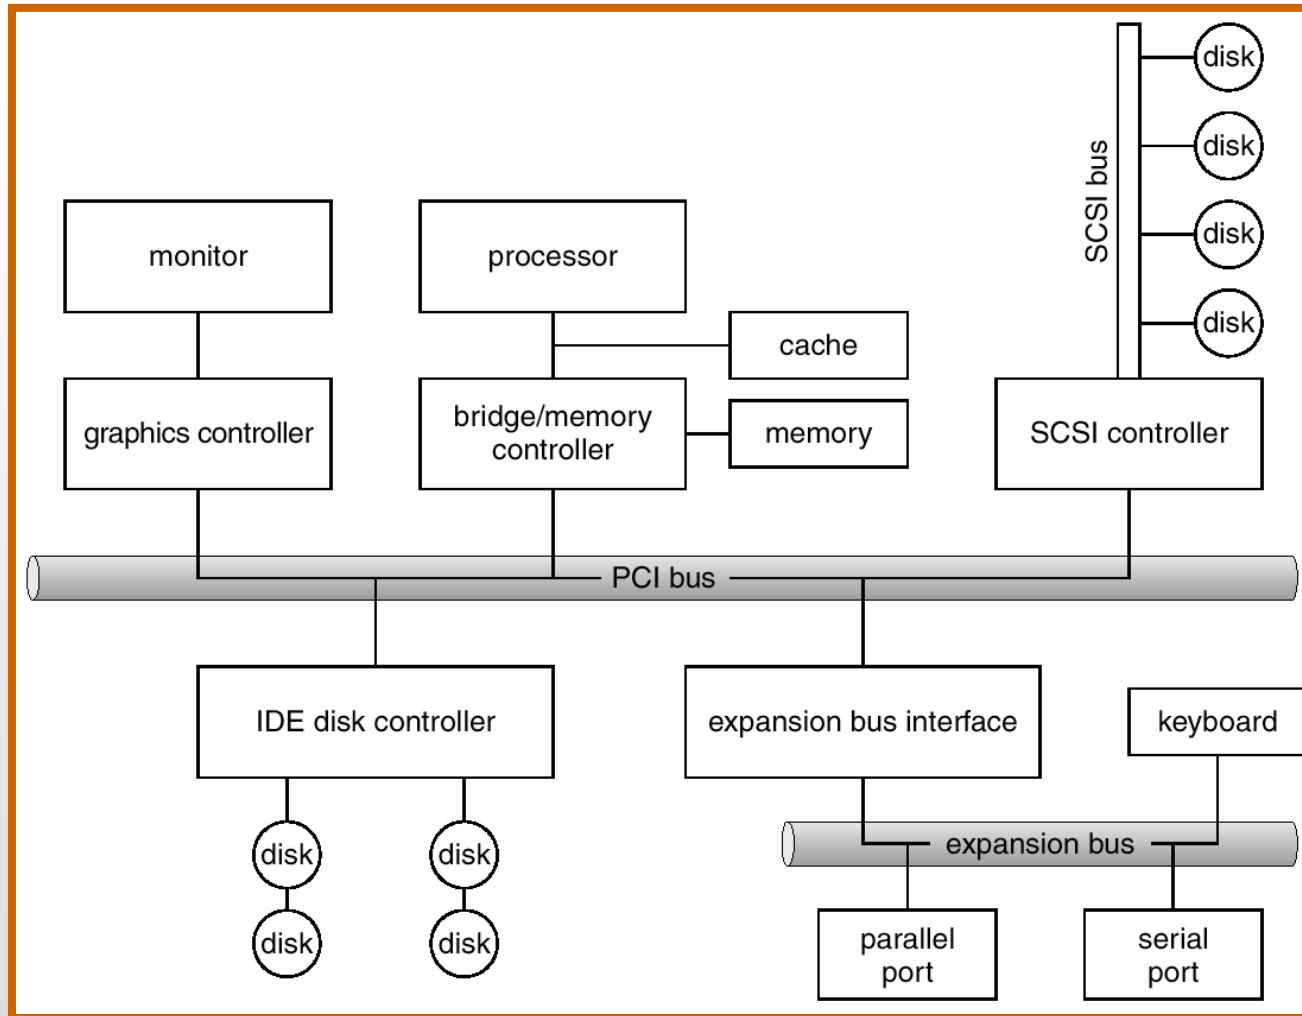 disk
disk
disk
disk
SCSI bus
monitor
processor
cache
graphics controller
bridge/memory
controller
memory
SCSI controller
PCI bus
IDE disk controller
expansion bus interface
keyboard
disk
disk
expansion bus
disk
disk
parallel
port
serial
port